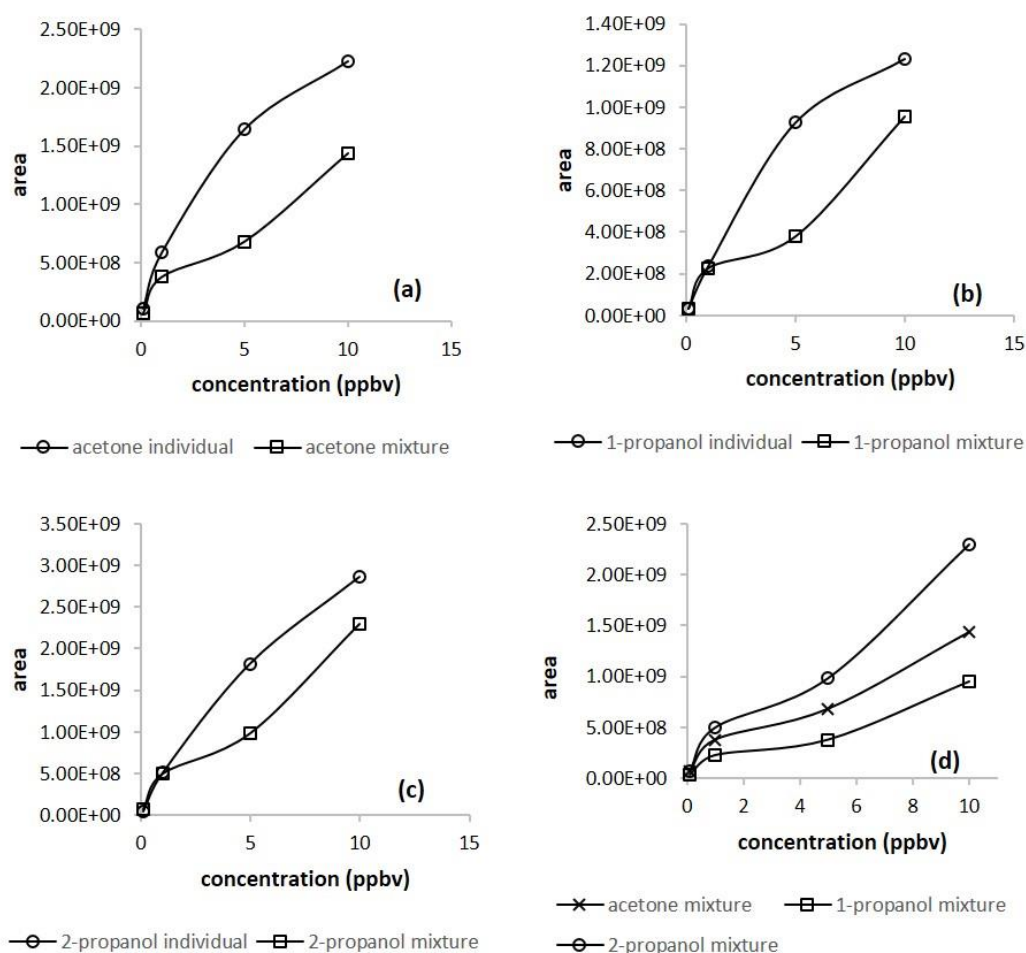 2.50E+09
2.00E+09
1.50E+09
1.00E+09
5.00E+08
0.00E+00
area
0 5 10 15
concentration (ppbv)
(a)
acetone individual acetone mixture
1.40E+09
1.20E+09
1.00E+09
8.00E+08
6.00E+08
4.00E+08
2.00E+08
0.00E+00
area
0 5 10 15
concentration (ppbv)
(b)
1-propanol individual 1-propanol mixture
3.50E+09
3.00E+09
2.50E+09
2.00E+09
1.50E+09
1.00E+09
5.00E+08
0.00E+00
area
0 5 10 15
concentration (ppbv)
(c)
2-propanol individual 2-propanol mixture
2.50E+09
2.00E+09
1.50E+09
1.00E+09
5.00E+08
0.00E+00
area
0 2 4 6 8 10
concentration (ppbv)
(d)
acetone mixture 1-propanol mixture
2-propanol mixture